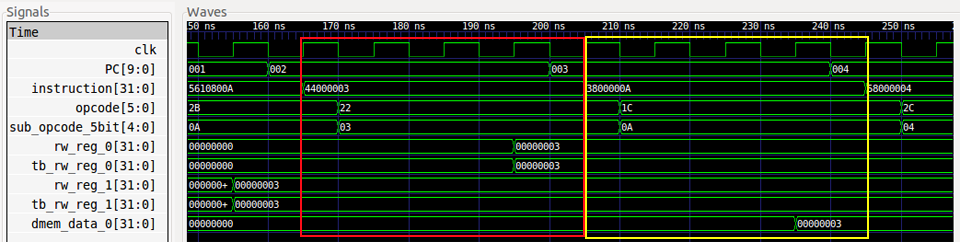 Signals
Waves
Time
50 ns 160 ns 170 ns 180 ns 190 ns 200 ns 210 ns 220 ns 230 ns 240 ns 250 ns
clk
PC[9:0] 001 002 003 004
instruction[31:0] 5610800A 44000003 3800000A 58000004
opcode[5:0] 2B 22 1C 2C
sub_opcode_5bit[4:0] 0A 03 0A 04
rw_reg_0[31:0] 00000000 00000003
tb_rw_reg_0[31:0] 00000000 00000003
rw_reg_1[31:0] 000000+ 00000003
tb_rw_reg_1[31:0] 000000+ 00000003
dmem_data_0[31:0] 00000000 00000003